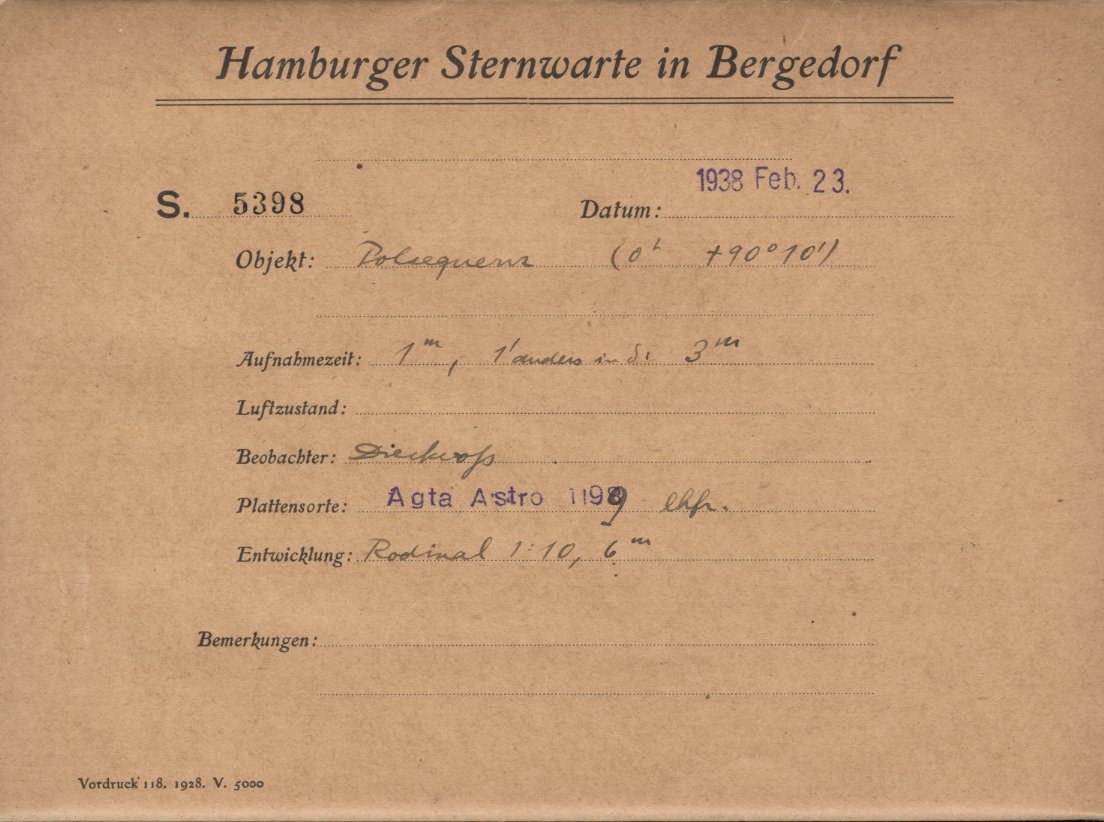 Hamburger Sternwarte in Bergedorf
S. 5398 Datum: 1938 Feb. 23.
Objekt: Polsequenz (0h +90°10')
Aufnahmezeit: 1m, 1' anders in δ: 3m
Luftzustand:
Beobachter: Dieckvoß
Plattensorte: Agfa Astro 1199
Entwicklung: Rodinal 1:10, 6m
Bemerkungen:
Vordruck 118. 1928. V. 5000